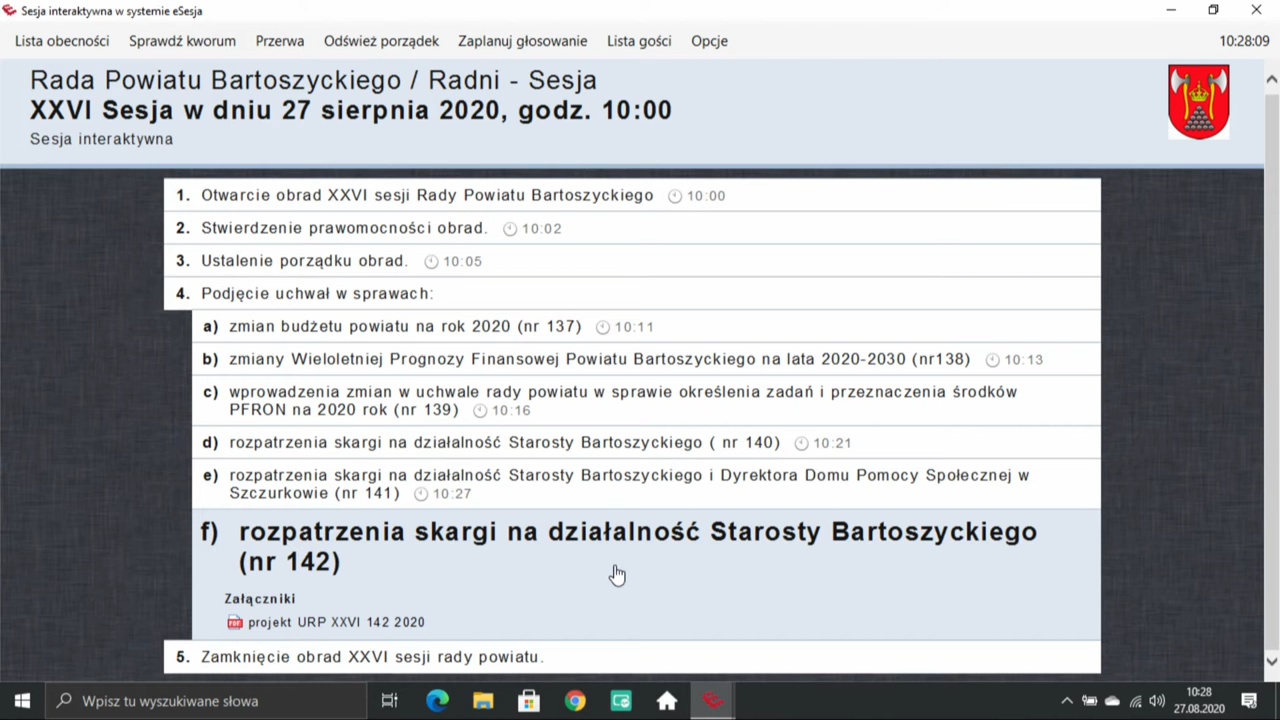 Sesja interaktywna w systemie eSesja
Lista obecności Sprawdź kworum Przerwa Odśwież porządek Zaplanuj głosowanie Lista gości Opcje 10:28:09
Rada Powiatu Bartoszyckiego / Radni - Sesja
XXVI Sesja w dniu 27 sierpnia 2020, godz. 10:00
Sesja interaktywna
1. Otwarcie obrad XXVI sesji Rady Powiatu Bartoszyckiego 10:00
2. Stwierdzenie prawomocności obrad. 10:02
3. Ustalenie porządku obrad. 10:05
4. Podjęcie uchwał w sprawach:
a) zmian budżetu powiatu na rok 2020 (nr 137) 10:11
b) zmiany Wieloletniej Prognozy Finansowej Powiatu Bartoszyckiego na lata 2020-2030 (nr138) 10:13
c) wprowadzenia zmian w uchwale rady powiatu w sprawie określenia zadań i przeznaczenia środków
PFRON na 2020 rok (nr 139) 10:16
d) rozpatrzenia skargi na działalność Starosty Bartoszyckiego ( nr 140) 10:21
e) rozpatrzenia skargi na działalność Starosty Bartoszyckiego i Dyrektora Domu Pomocy Społecznej w
Szczurkowie (nr 141) 10:27
f) rozpatrzenia skargi na działalność Starosty Bartoszyckiego
(nr 142)
Załączniki
PDF projekt URP XXVI 142 2020
5. Zamknięcie obrad XXVI sesji rady powiatu.
Wpisz tu wyszukiwane słowa
10:28
27.08.2020